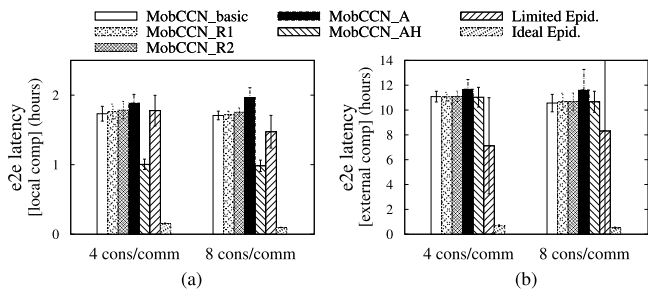 MobCCN_basic MobCCN_A Limited Epid.
MobCCN_R1 MobCCN_AH Ideal Epid.
MobCCN_R2
(a)
e2e latency
[local comp] (hours)
2
1
0
4 cons/comm 8 cons/comm
(b)
e2e latency
[external comp] (hours)
14
12
10
8
6
4
2
0
4 cons/comm 8 cons/comm
(a) (b)